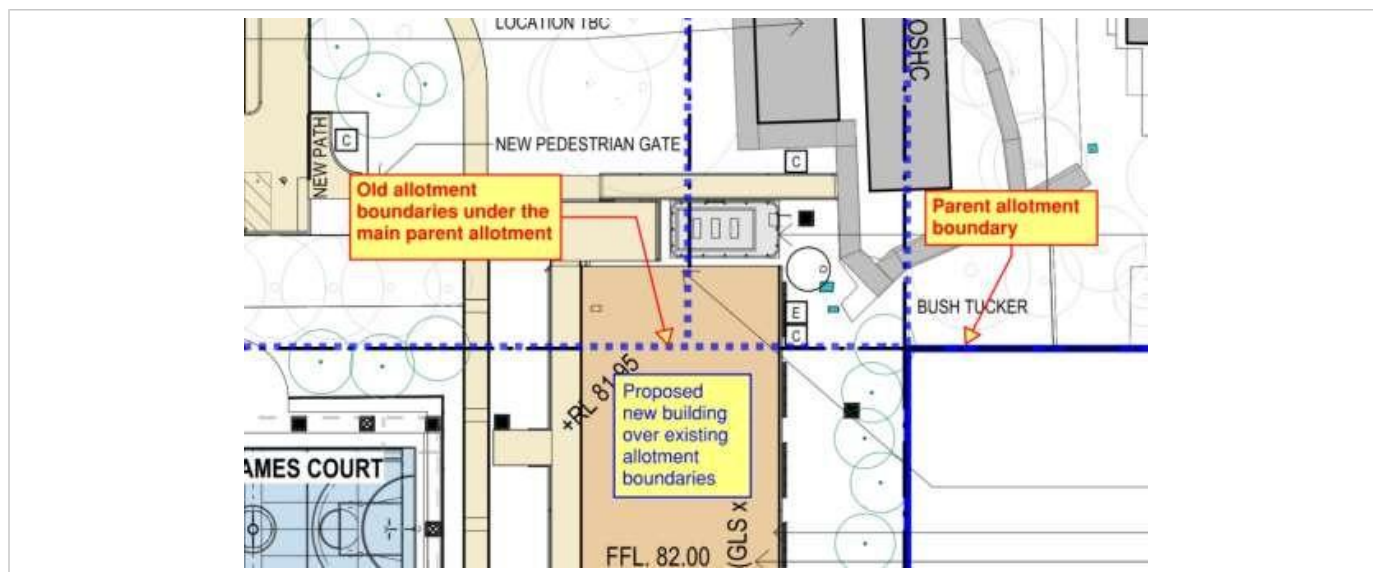 LOCATION TBC
OSHC
NEW PATH
C
NEW PEDESTRIAN GATE
C
Old allotment
boundaries under the
main parent allotment
Parent allotment
boundary
E
C
BUSH TUCKER
+RL 81.95
Proposed
new building
over existing
allotment
boundaries
AMES COURT
(GLS x
FFL. 82.00